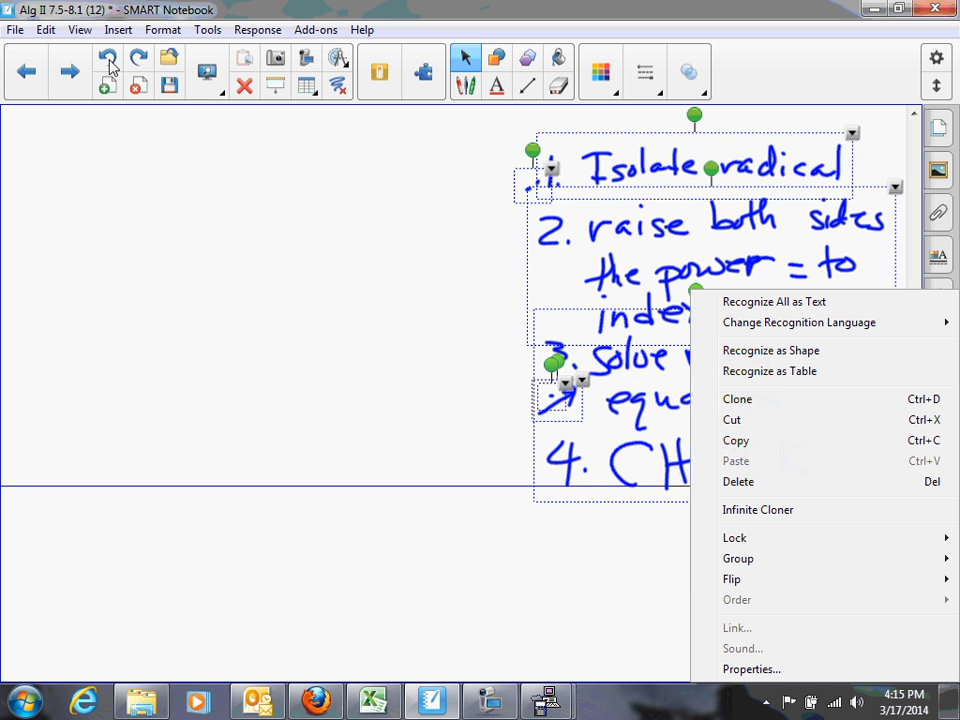 Alg II 7.5-8.1 (12) * - SMART Notebook
File Edit View Insert Format Tools Response Add-ons Help
1. Isolate radical
2. raise both sides
the power = to
3. solve
4.
Recognize All as Text
Change Recognition Language
Recognize as Shape
Recognize as Table
Clone Ctrl+D
Cut Ctrl+X
Copy Ctrl+C
Paste Ctrl+V
Delete Del
Infinite Cloner
Lock
Group
Flip
Order
Link...
Sound...
Properties...
4:15 PM
3/17/2014